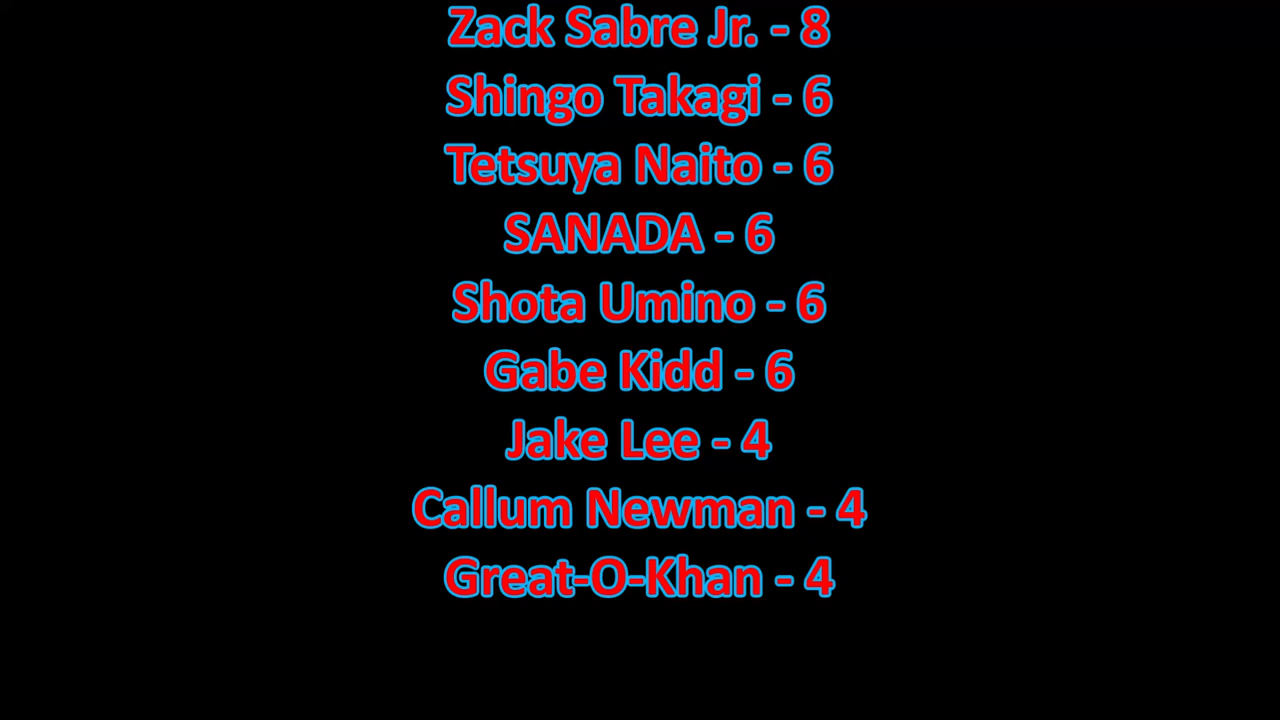 Zack Sabre Jr. - 8
Shingo Takagi - 6
Tetsuya Naito - 6
SANADA - 6
Shota Umino - 6
Gabe Kidd - 6
Jake Lee - 4
Callum Newman - 4
Great-O-Khan - 4